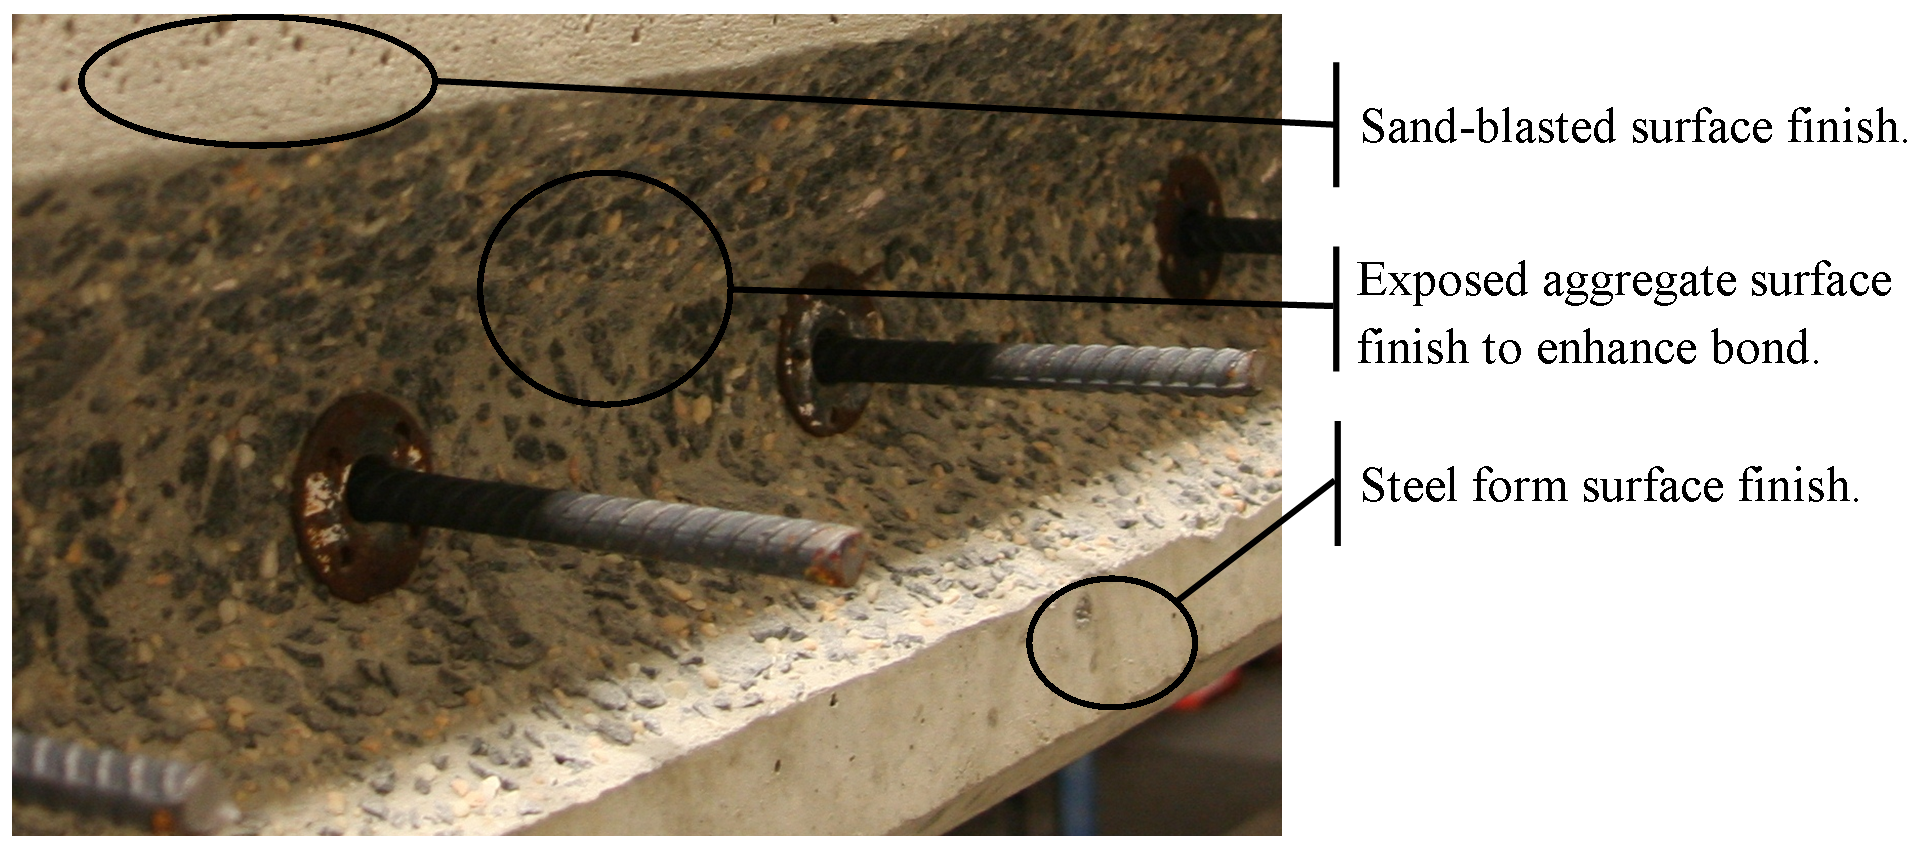 Sand-blasted surface finish.
Exposed aggregate surface
finish to enhance bond.
Steel form surface finish.